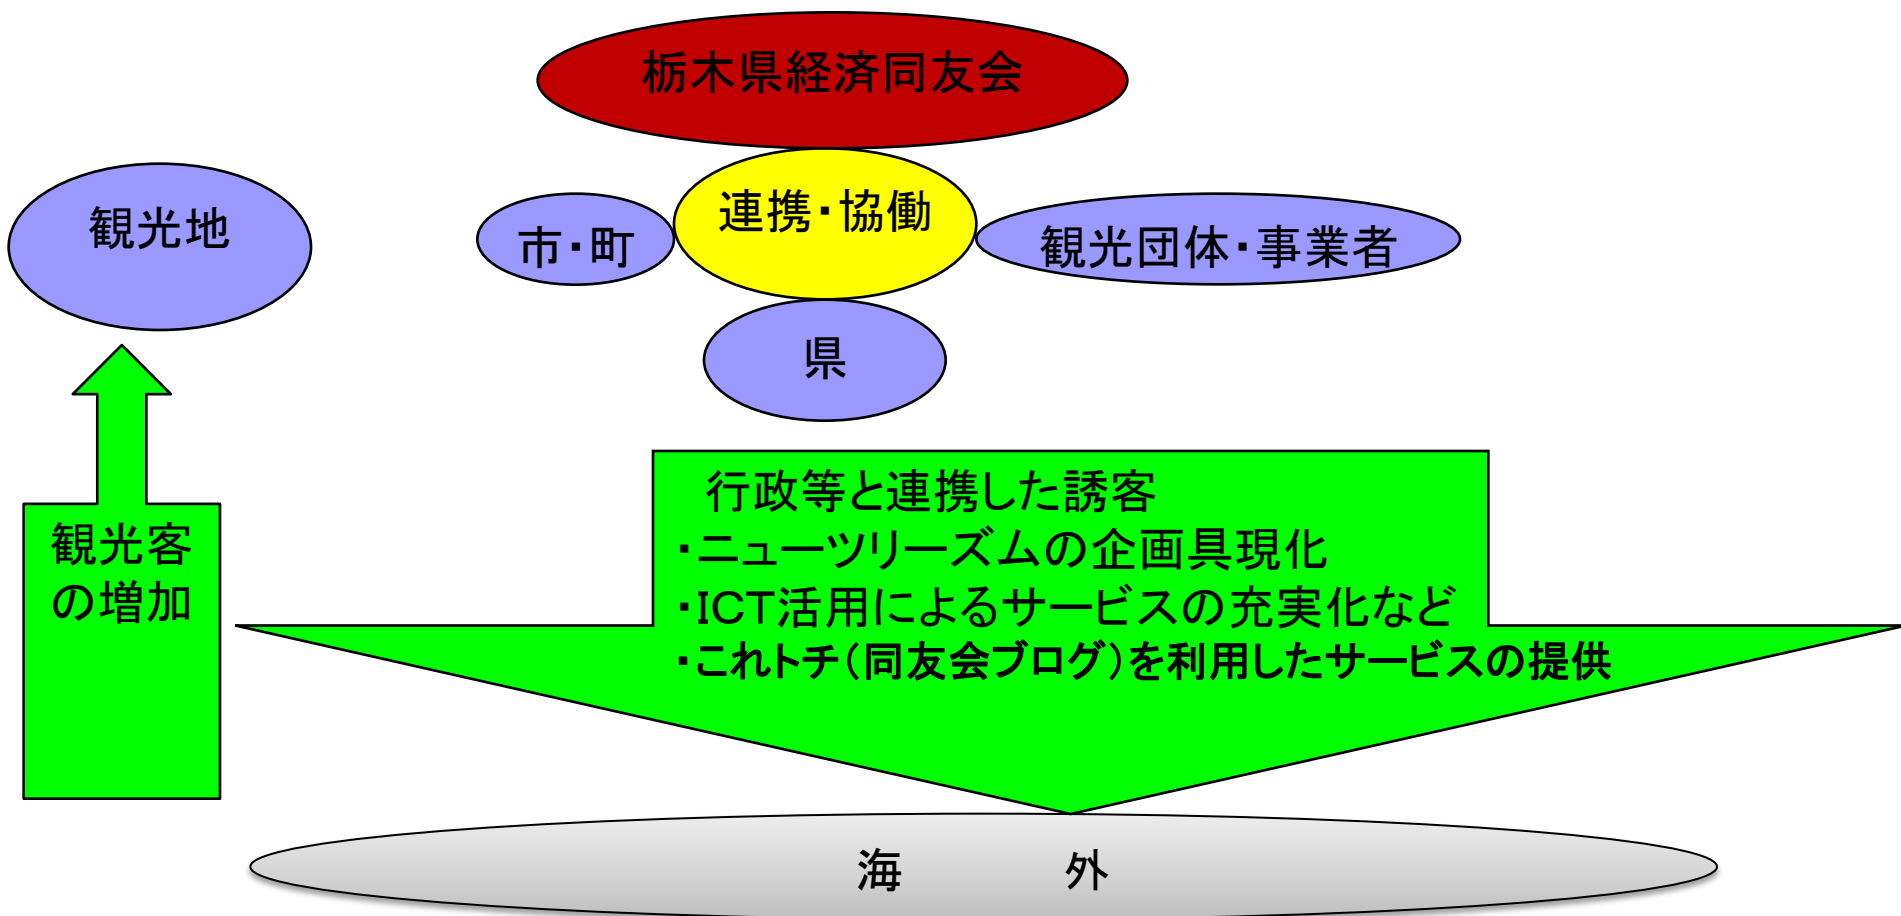 栃木県経済同友会
観光地
市・町
連携・協働
観光団体・事業者
県
観光客
の増加
行政等と連携した誘客
・ニューツリーズムの企画具現化
・ICT活用によるサービスの充実化など
・これトチ（同友会ブログ）を利用したサービスの提供
海　　　外